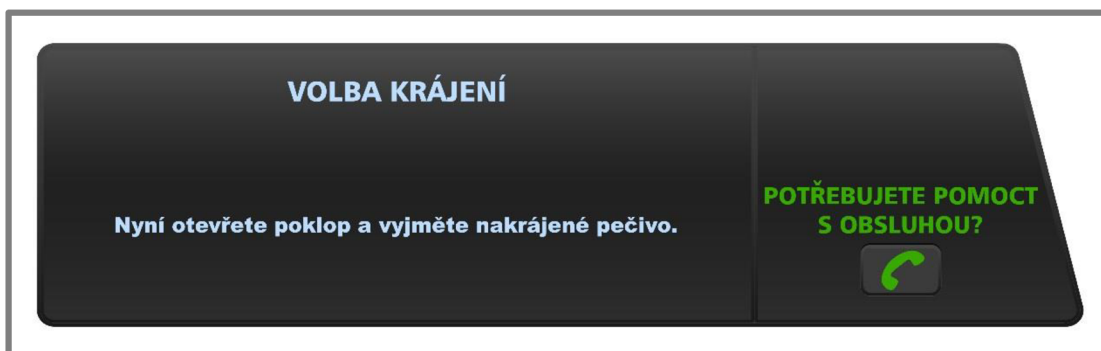 VOLBA KRÁJENÍ
Nyní otevřete poklop a vyjměte nakrájené pečivo.
POTŘEBUJETE POMOCT
S OBSLUHOU?